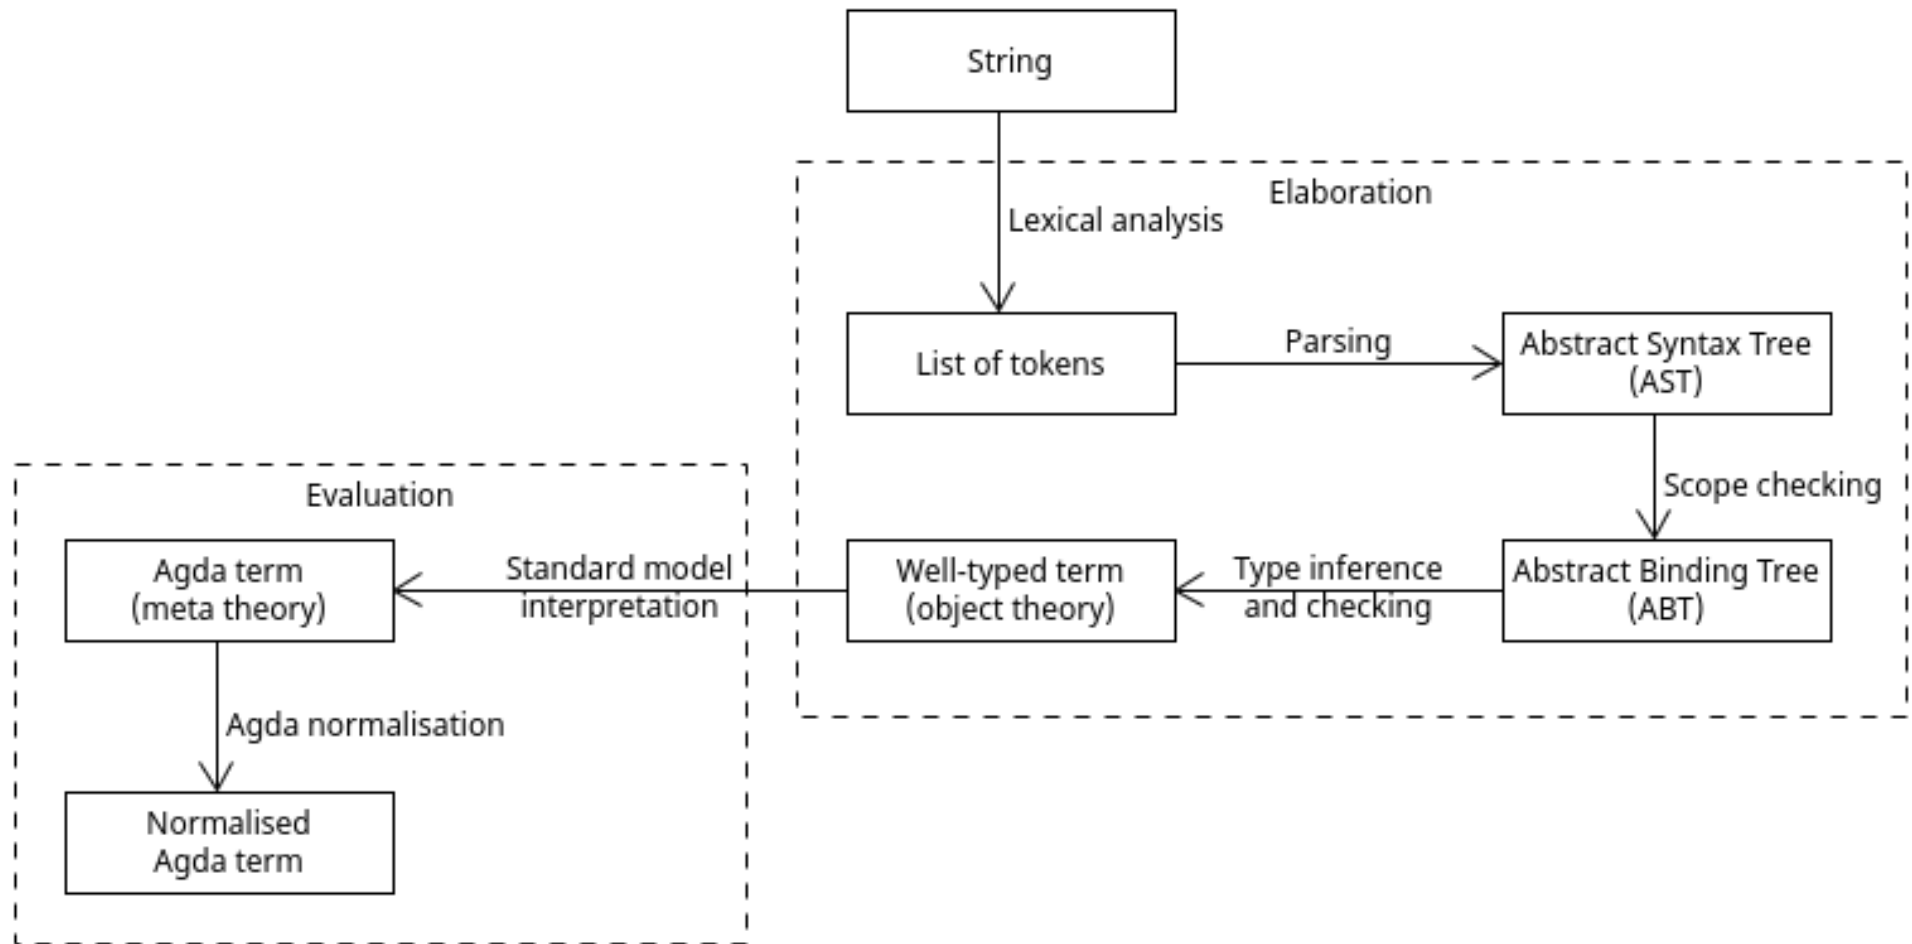 String
Elaboration
Lexical analysis
List of tokens
Parsing
Abstract Syntax Tree
(AST)
Scope checking
Abstract Binding Tree
(ABT)
Type inference
and checking
Well-typed term
(object theory)
Standard model
interpretation
Evaluation
Agda term
(meta theory)
Agda normalisation
Normalised
Agda term